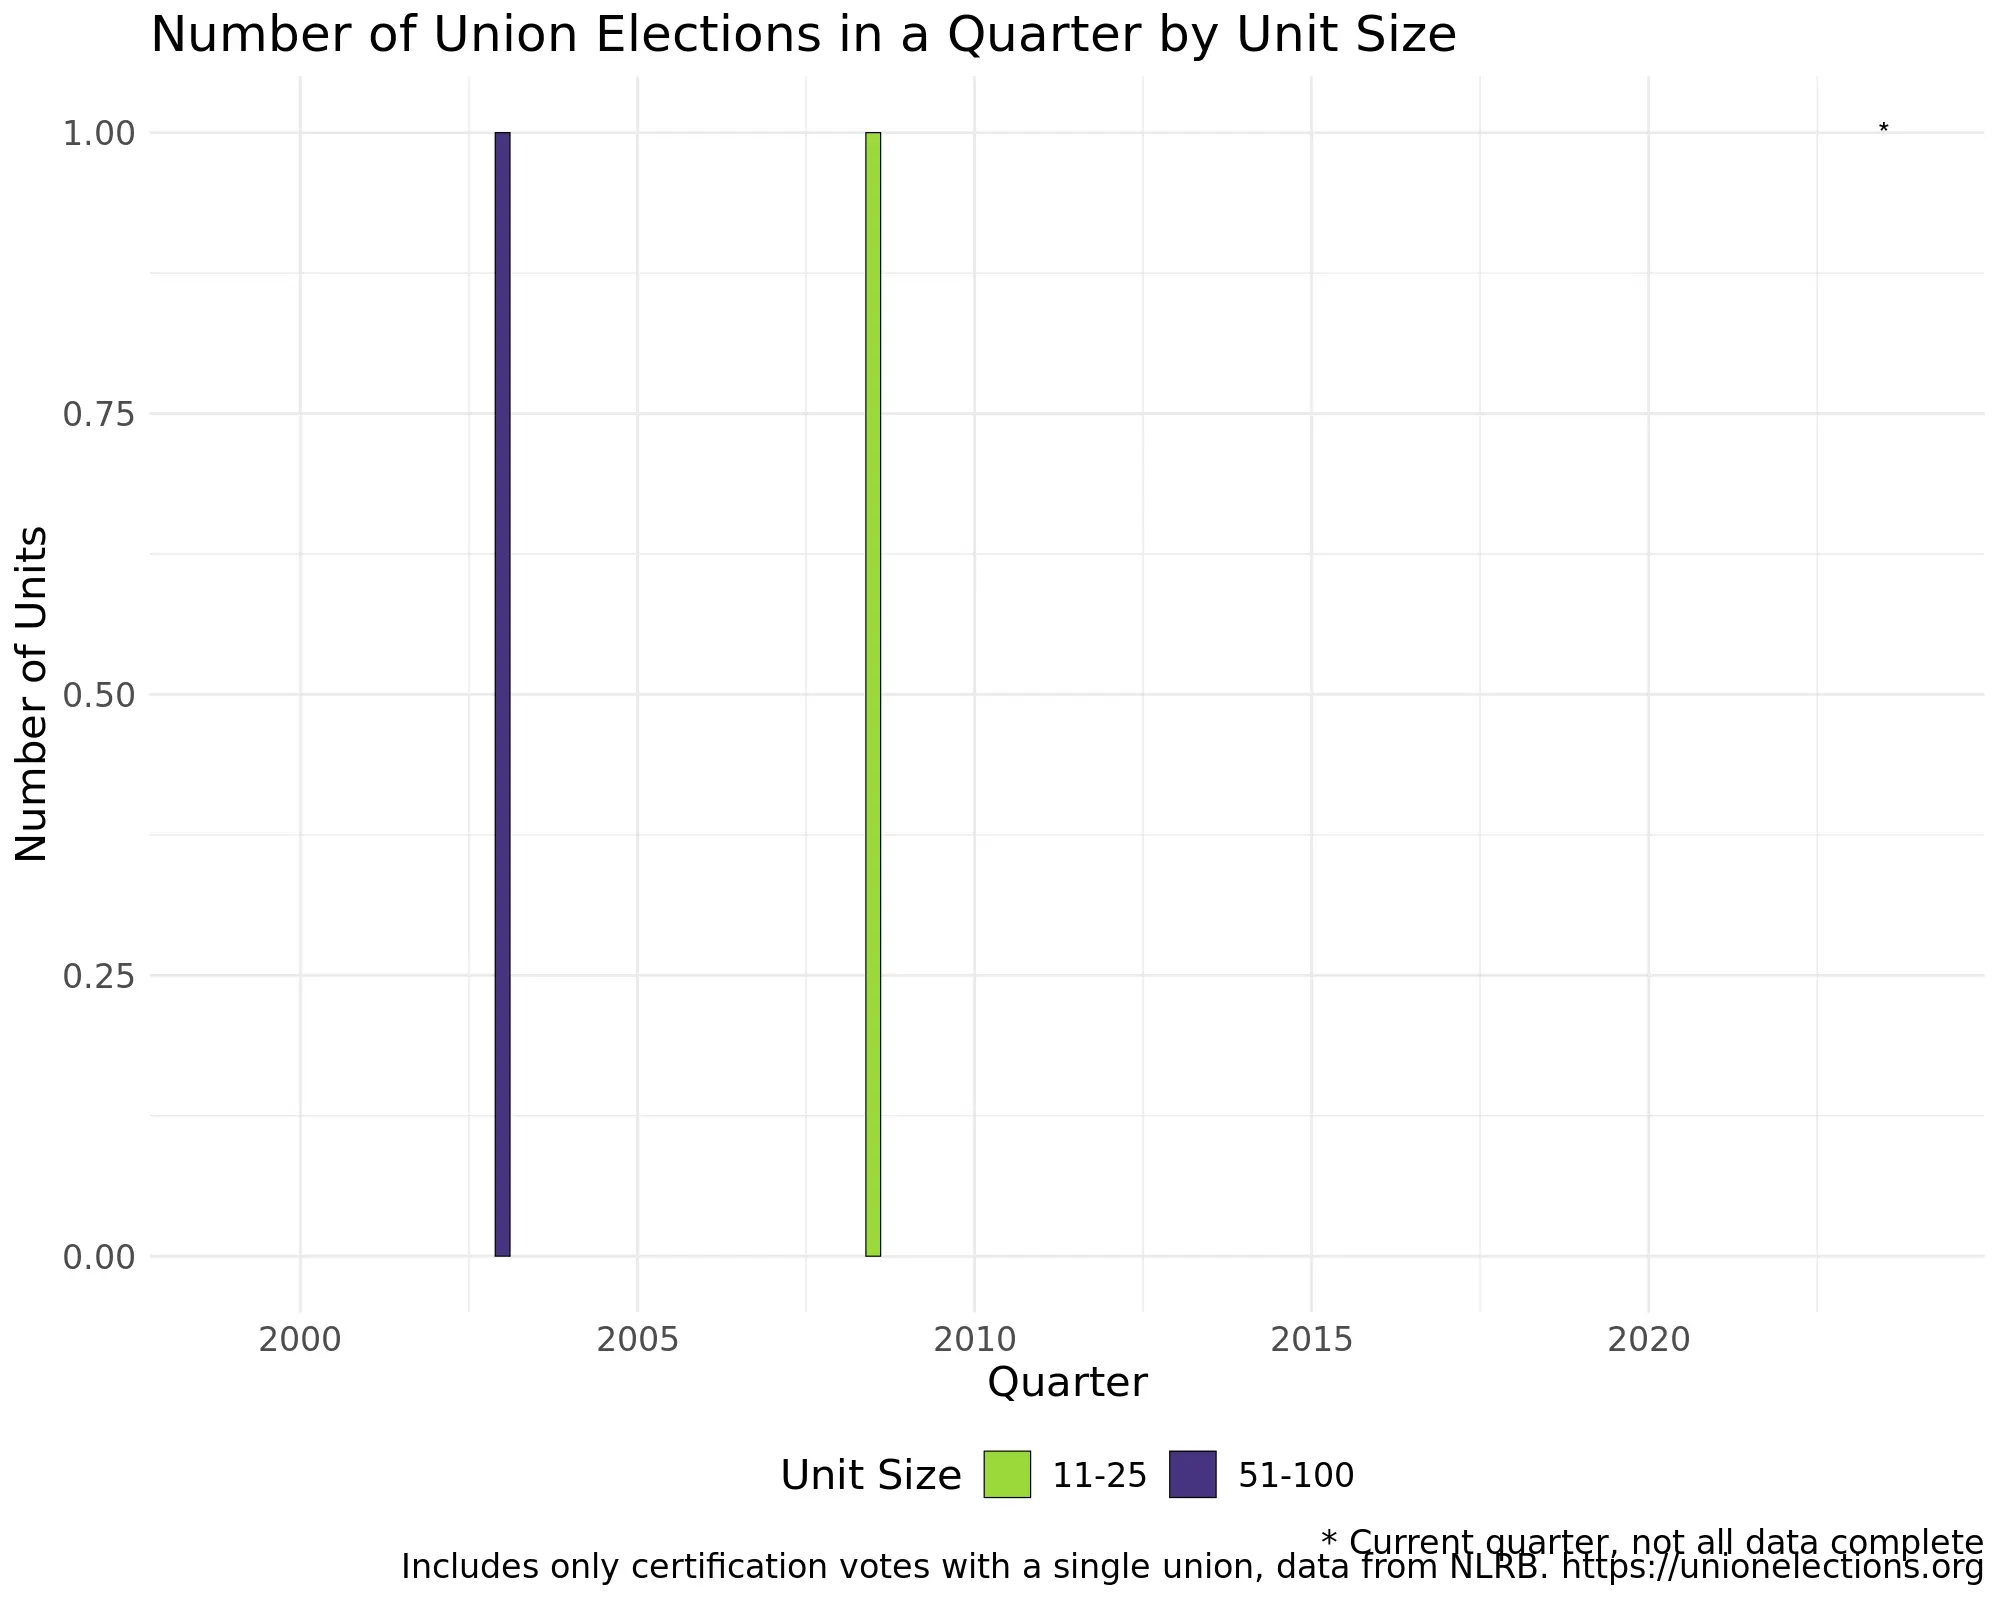 Number of Union Elections in a Quarter by Unit Size
1.00
*
0.75
0.50
0.25
0.00
Number of Units
2000 2005 2010 2015 2020
Quarter
Unit Size 11-25 51-100
* Current quarter, not all data complete
Includes only certification votes with a single union, data from NLRB. https://unionelections.org